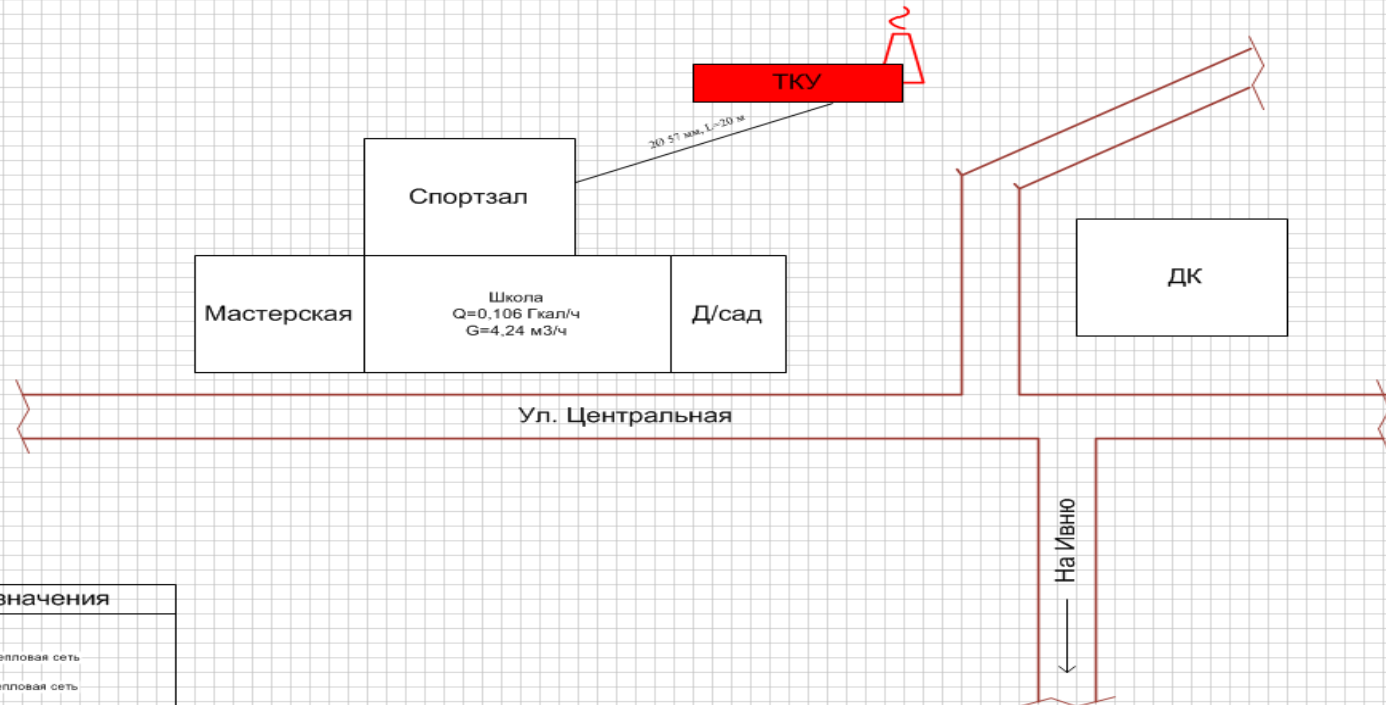 ТКУ
2D 57 мм, L=20 м
Спортзал
Мастерская
Школа
Q=0,106 Гкал/ч
G=4,24 м3/ч
Д/сад
ДК
Ул. Центральная
На Ивню
значения
епловая сеть
епловая сеть